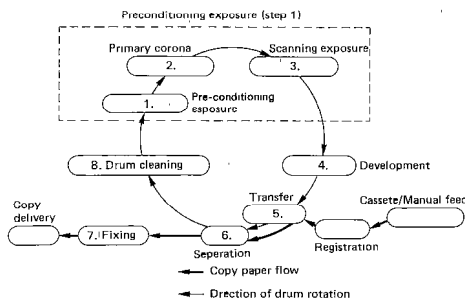 Preconditioning exposure (step 1)
Primary corona
Scanning exposure
2.
3.
1.
Pre-conditioning
exposure
8. Drum cleaning
4.
Development
Copy
delivery
Transfer
Cassete/Manual feed
5.
7. Fixing
6.
Registration
Seperation
Copy paper flow
Drection of drum rotation